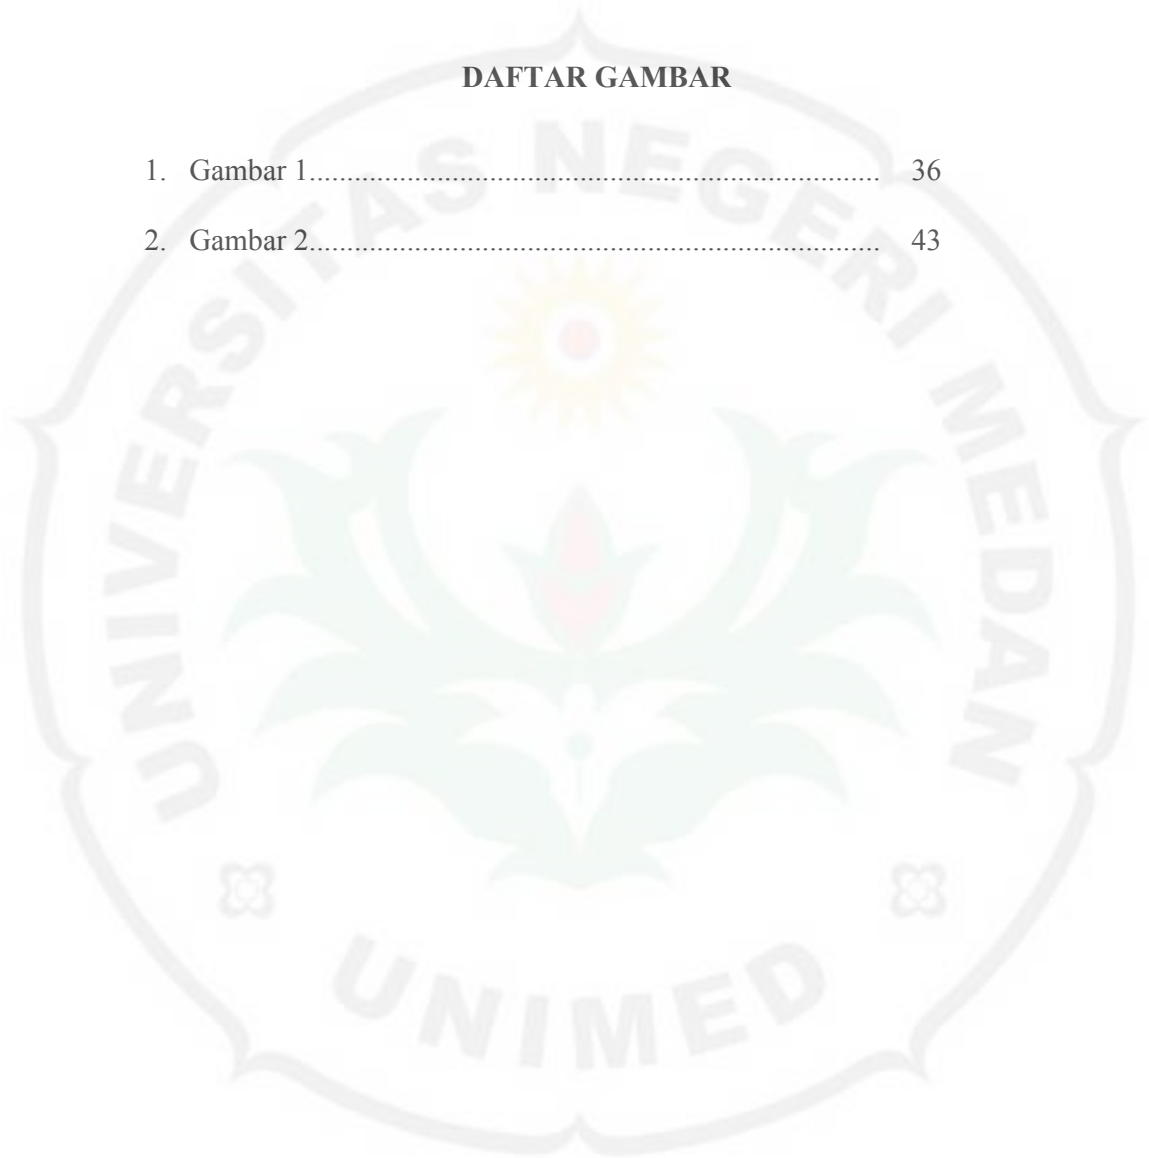 DAFTAR GAMBAR
1. Gambar 1............................................................................ 36
2. Gambar 2............................................................................ 43
UNIVERSITAS NEGERI MEDAN
UNIMED